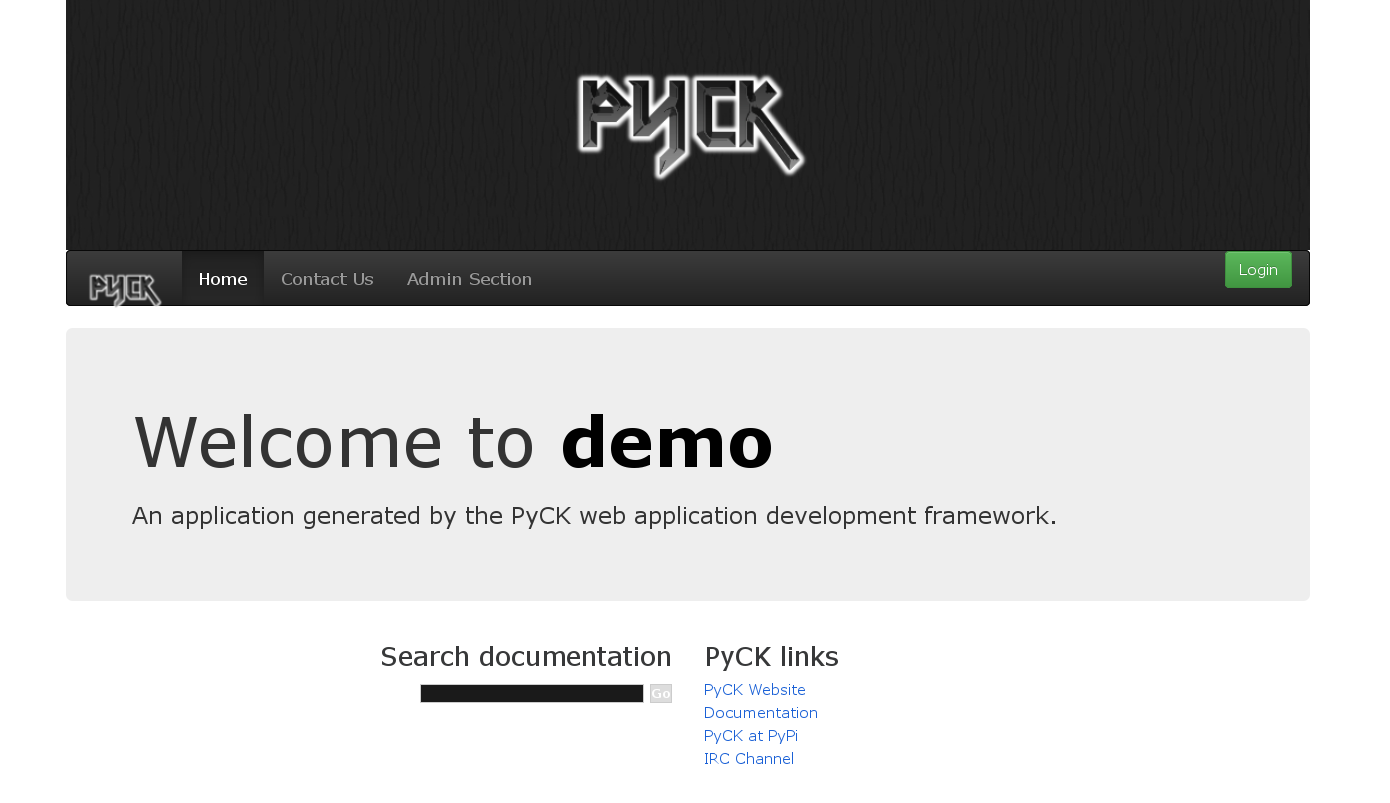 PYCK
PYCK
Home
Contact Us
Admin Section
Login
Welcome to demo
An application generated by the PyCK web application development framework.
Search documentation
Go
PyCK links
PyCK Website
Documentation
PyCK at PyPi
IRC Channel